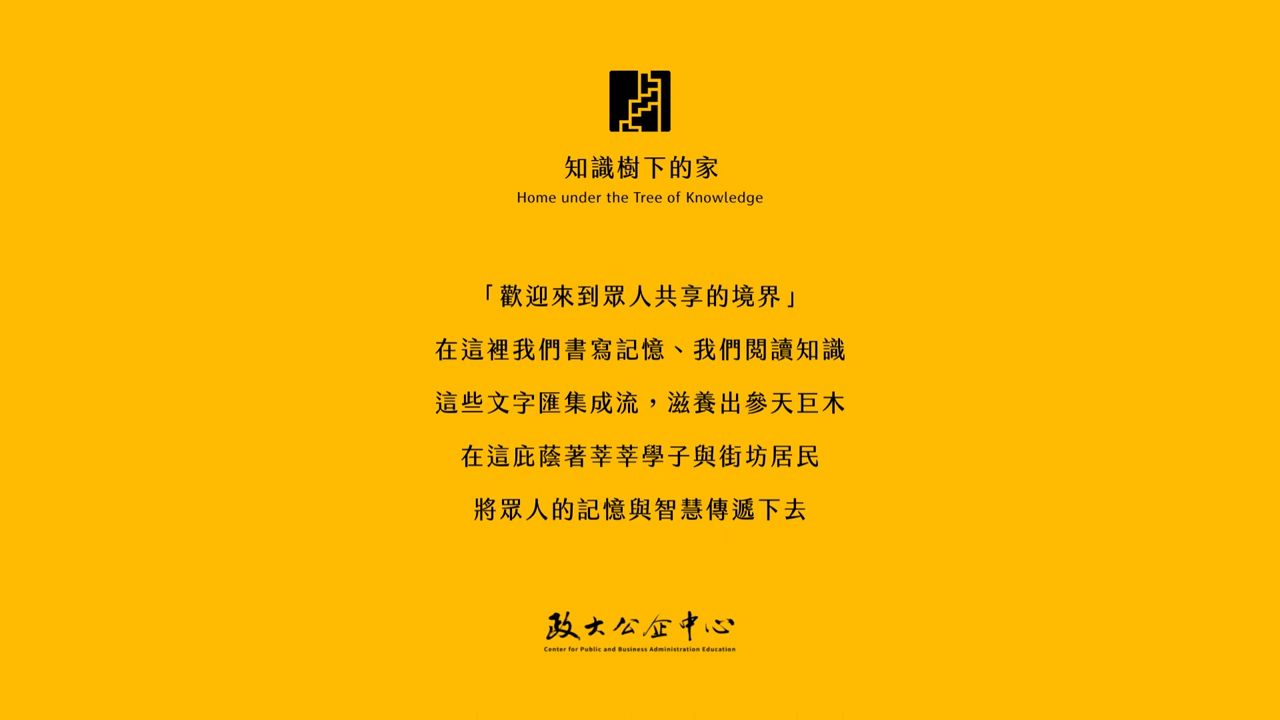 知識樹下的家
Home under the Tree of Knowledge
「歡迎來到眾人共享的境界」
在這裡我們書寫記憶、我們閱讀知識
這些文字匯集成流，滋養出參天巨木
在這庇蔭著莘莘學子與街坊居民
將眾人的記憶與智慧傳遞下去
政大公企中心
Center for Public and Business Administration Education